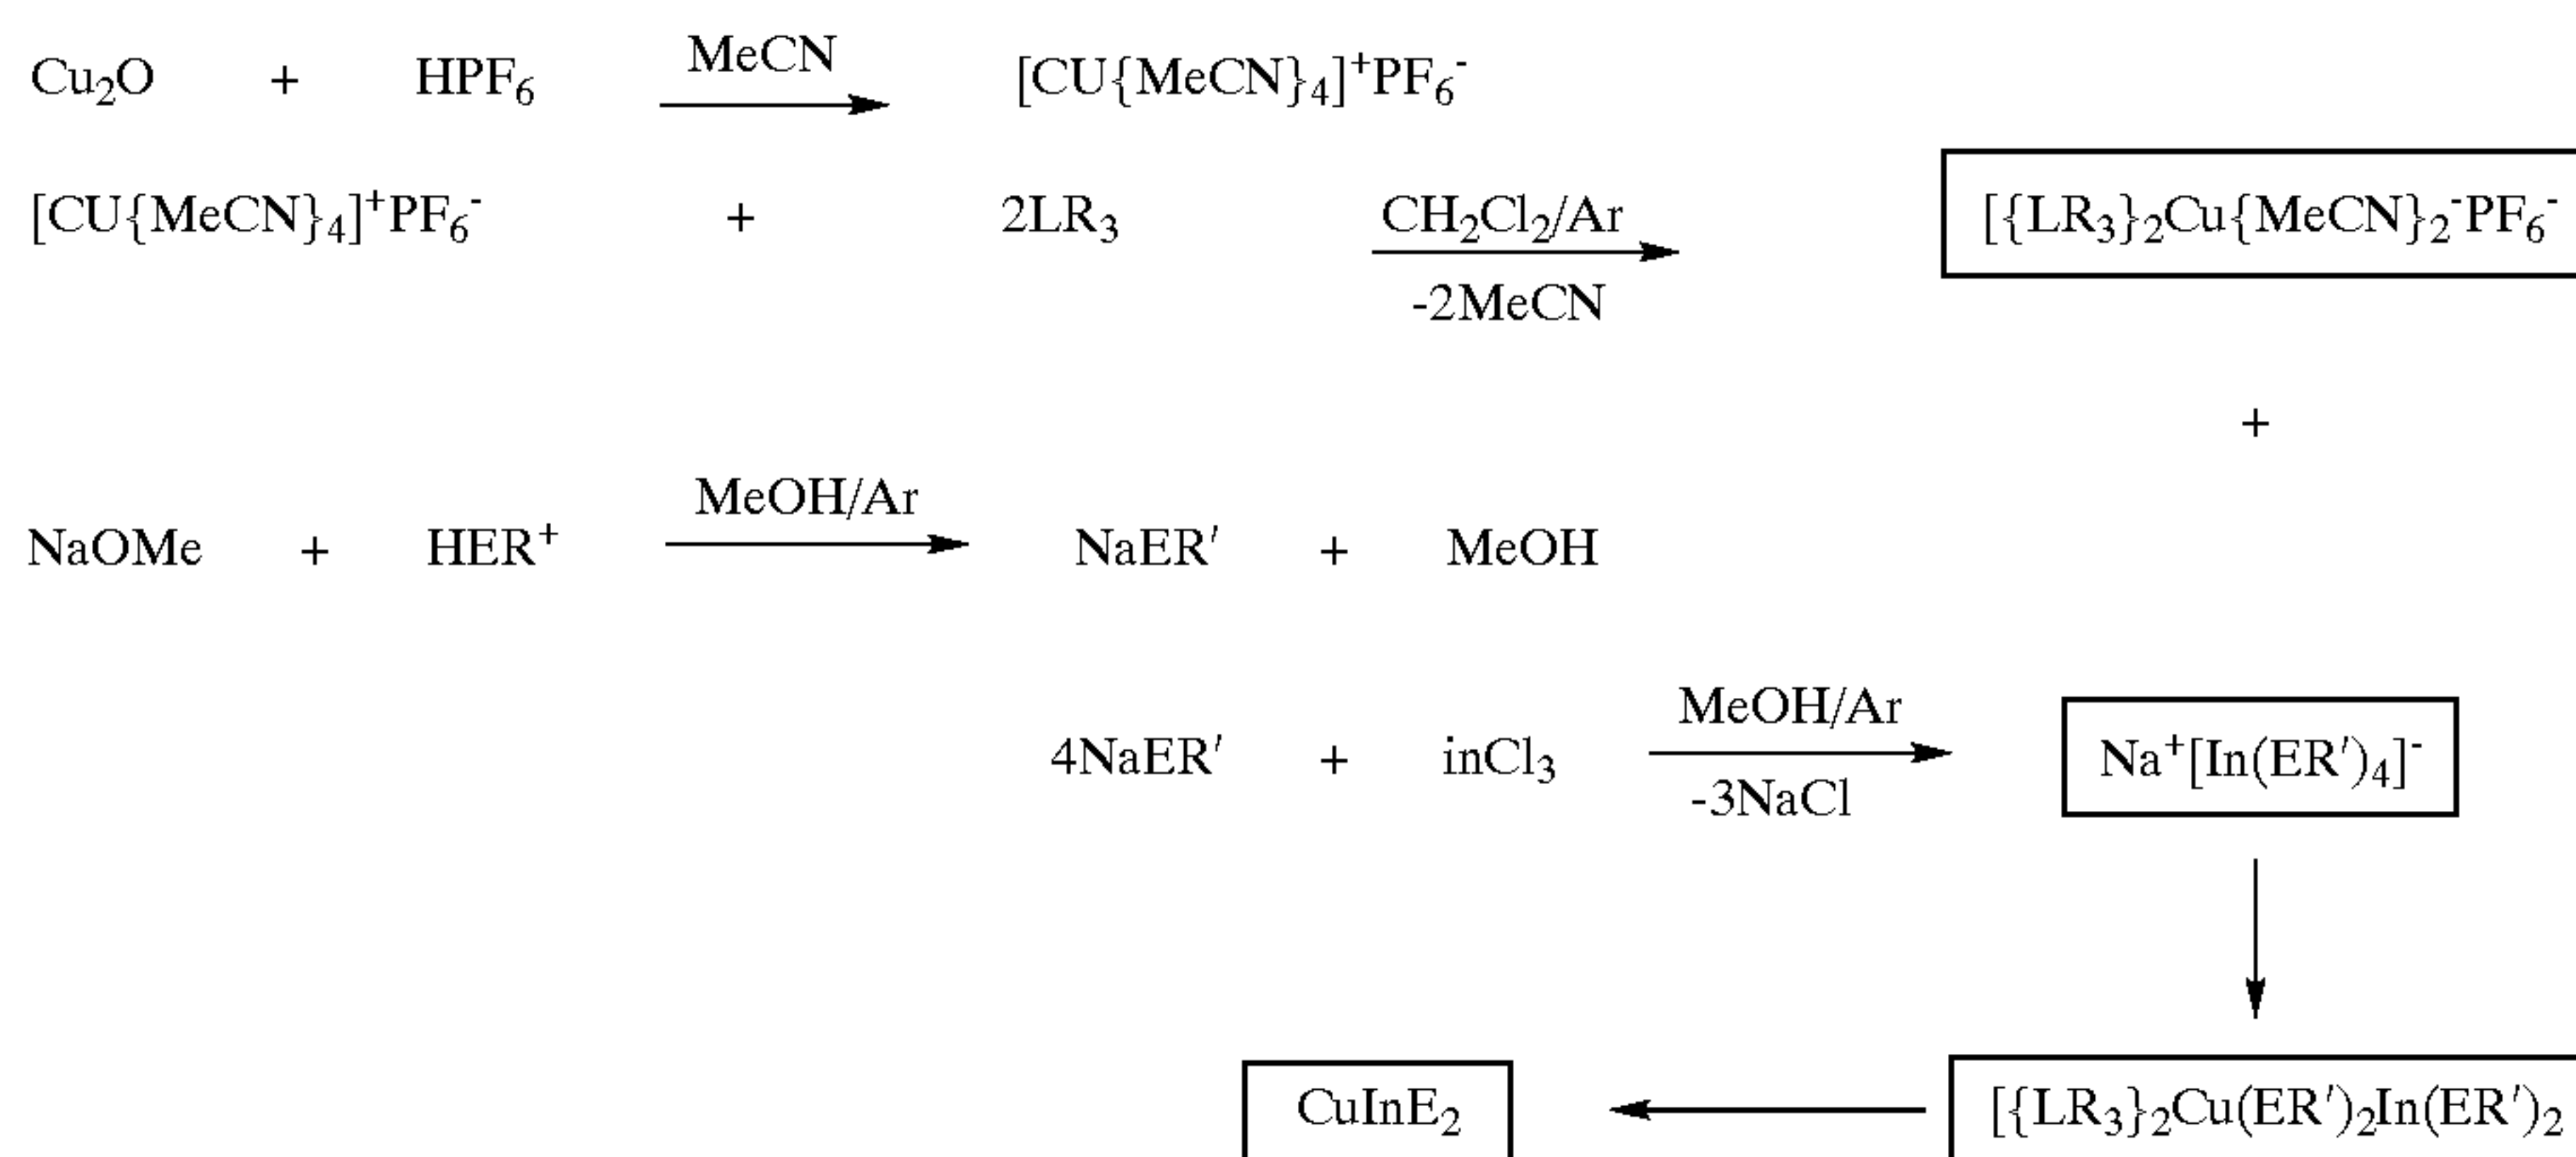 MeCN
Cu₂O + HPF₆ [CU{MeCN}₄]⁺PF₆⁻
[CU{MeCN}₄]⁺PF₆⁻ + 2LR₃ CH₂Cl₂/Ar [{LR₃}₂Cu{MeCN}₂⁻PF₆⁻
-2MeCN
+
MeOH/Ar
NaOMe + HER⁺ NaER′ + MeOH
MeOH/Ar
4NaER′ + inCl₃ Na⁺[In(ER′)₄]⁻
-3NaCl
CuInE₂ [{LR₃}₂Cu(ER′)₂In(ER′)₂